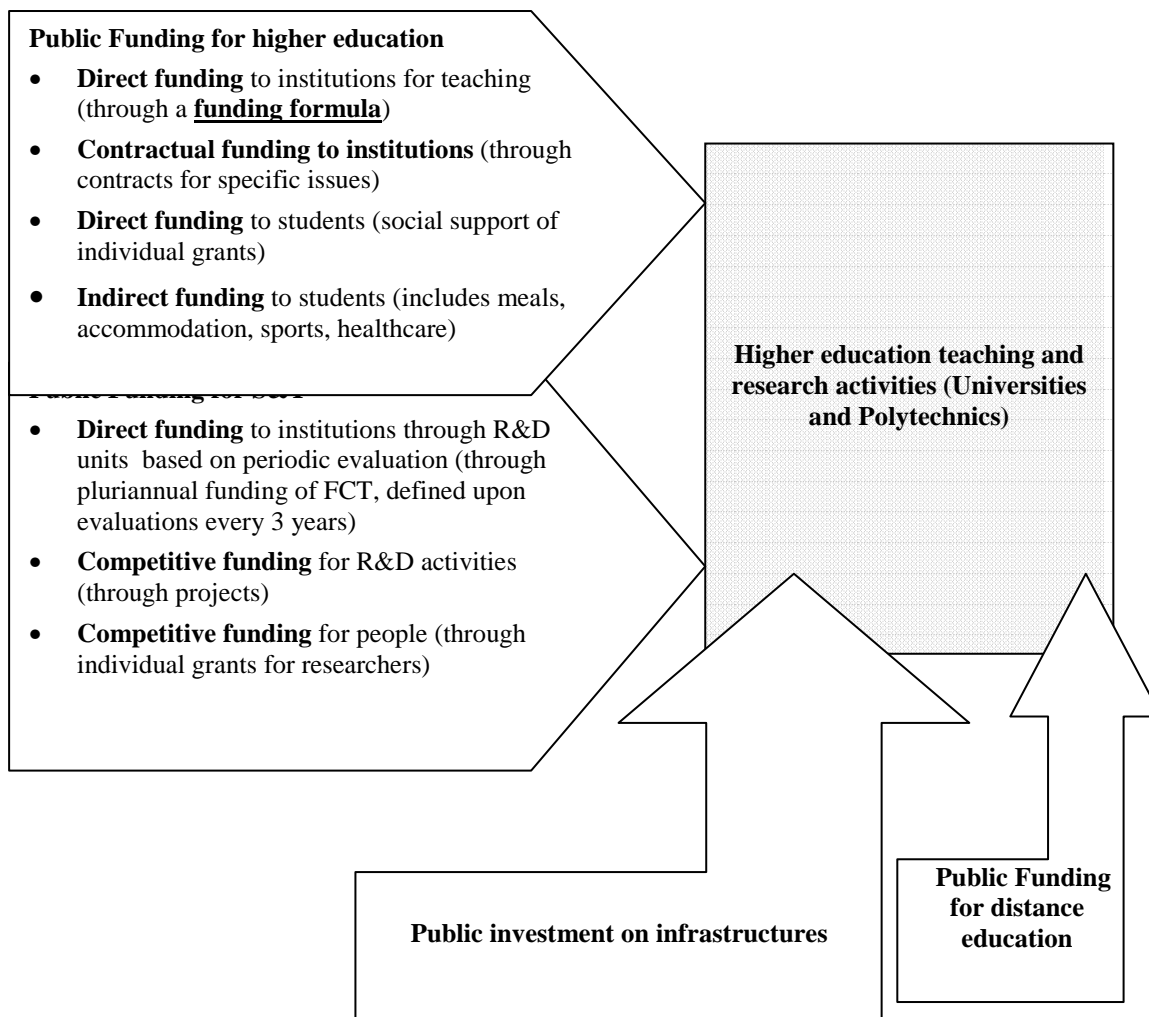 Public Funding for higher education
• Direct funding to institutions for teaching
(through a funding formula)
• Contractual funding to institutions (through
contracts for specific issues)
• Direct funding to students (social support of
individual grants)
• Indirect funding to students (includes meals,
accommodation, sports, healthcare)
Public Funding for S&T
• Direct funding to institutions through R&D
units based on periodic evaluation (through
pluriannual funding of FCT, defined upon
evaluations every 3 years)
• Competitive funding for R&D activities
(through projects)
• Competitive funding for people (through
individual grants for researchers)
Higher education teaching and
research activities (Universities
and Polytechnics)
Public investment on infrastructures
Public Funding
for distance
education